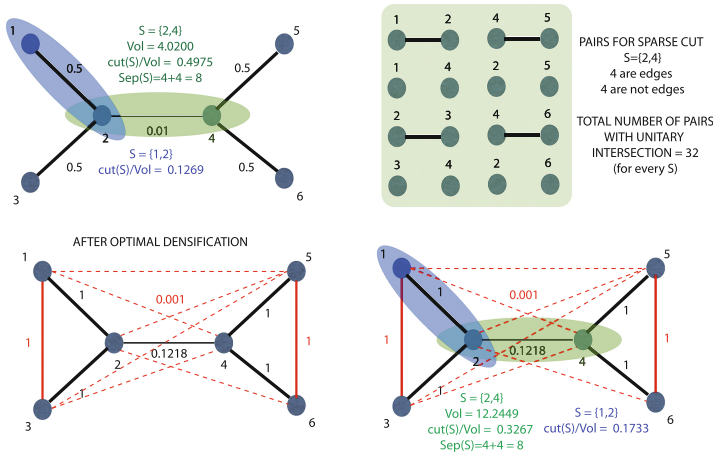 S = {2,4}
Vol = 4.0200
cut(S)/Vol = 0.4975
Sep(S)=4+4 = 8
1
5
0.5
0.5
2
0.01
4
S = {1,2}
cut(S)/Vol = 0.1269
0.5
0.5
3
6
1 2 4 5
1 4 2 5
2 3 4 6
3 4 2 6
PAIRS FOR SPARSE CUT
S={2,4}
4 are edges
4 are not edges
TOTAL NUMBER OF PAIRS
WITH UNITARY
INTERSECTION = 32
(for every S)
AFTER OPTIMAL DENSIFICATION
1
5
1
0.001
1
1
1
0.1218
2
4
1
1
3
6
1
5
1
0.001
1
1
1
0.1218
2
4
1
1
3
6
S = {2,4}
Vol = 12.2449
cut(S)/Vol = 0.3267
Sep(S)=4+4 = 8
S = {1,2}
cut(S)/Vol = 0.1733